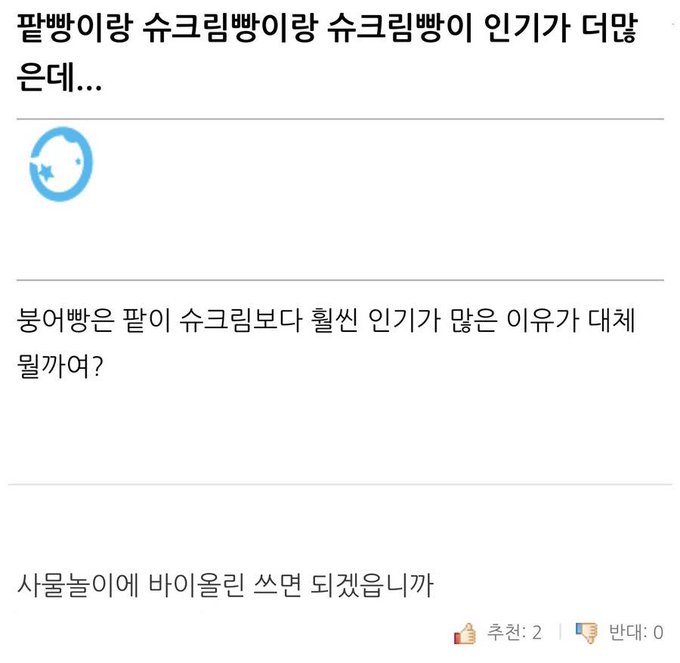 팥빵이랑 슈크림빵이랑 슈크림빵이 인기가 더많
은데...
붕어빵은 팥이 슈크림보다 훨씬 인기가 많은 이유가 대체
뭘까여?
사물놀이에 바이올린 쓰면 되겠읍니까
추천: 2 | 반대: 0